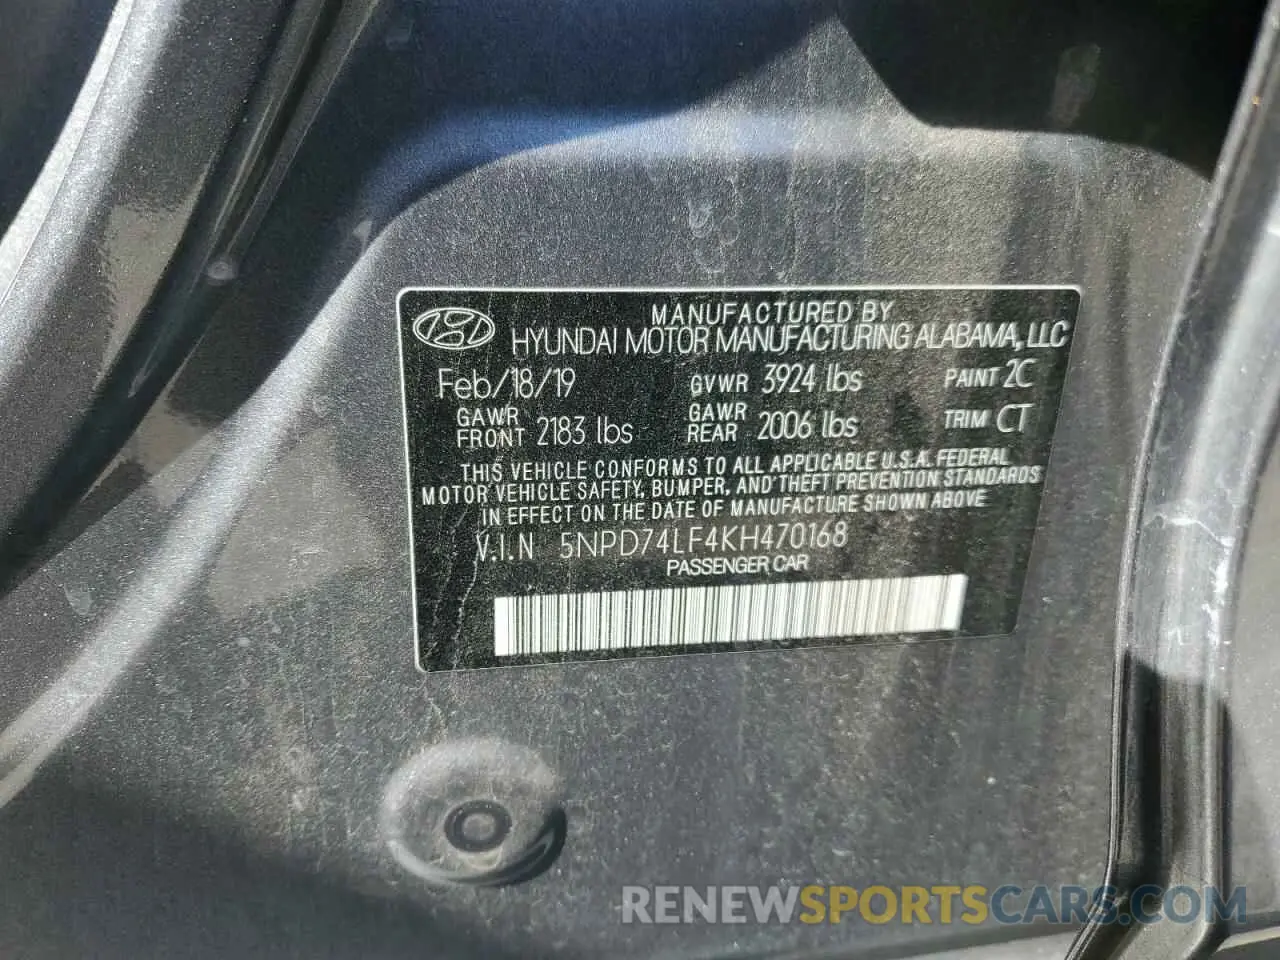 MANUFACTURED BY
HYUNDAI MOTOR MANUFACTURING ALABAMA, LLC
Feb/18/19 GVWR 3924 lbs PAINT 2C
GAWR FRONT 2183 lbs GAWR REAR 2006 lbs TRIM CT
THIS VEHICLE CONFORMS TO ALL APPLICABLE U.S.A. FEDERAL
MOTOR VEHICLE SAFETY, BUMPER, AND THEFT PREVENTION STANDARDS
IN EFFECT ON THE DATE OF MANUFACTURE SHOWN ABOVE
V.I.N 5NPD74LF4KH470168
PASSENGER CAR
RENEWSPORTSCARS.COM